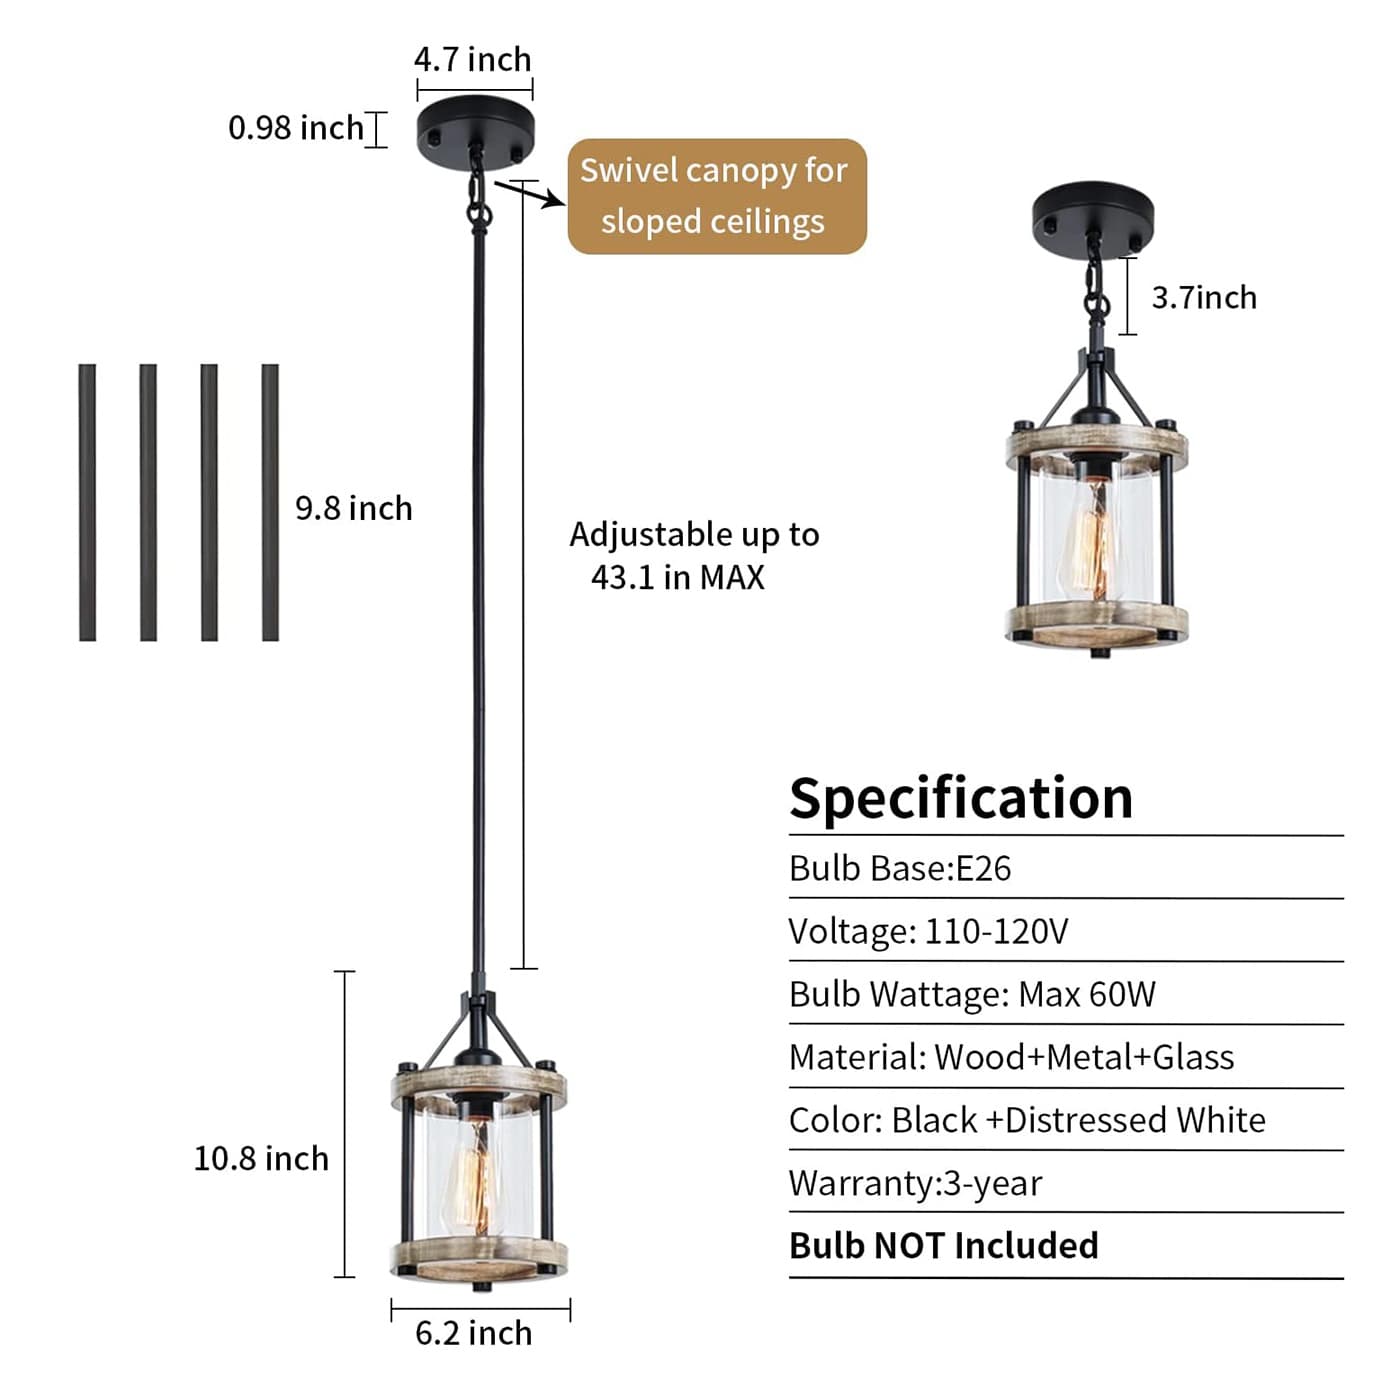 4.7 inch
0.98 inch
Swivel canopy for
sloped ceilings
3.7inch
9.8 inch
Adjustable up to
43.1 in MAX
10.8 inch
6.2 inch
Specification
Bulb Base:E26
Voltage: 110-120V
Bulb Wattage: Max 60W
Material: Wood+Metal+Glass
Color: Black +Distressed White
Warranty:3-year
Bulb NOT Included